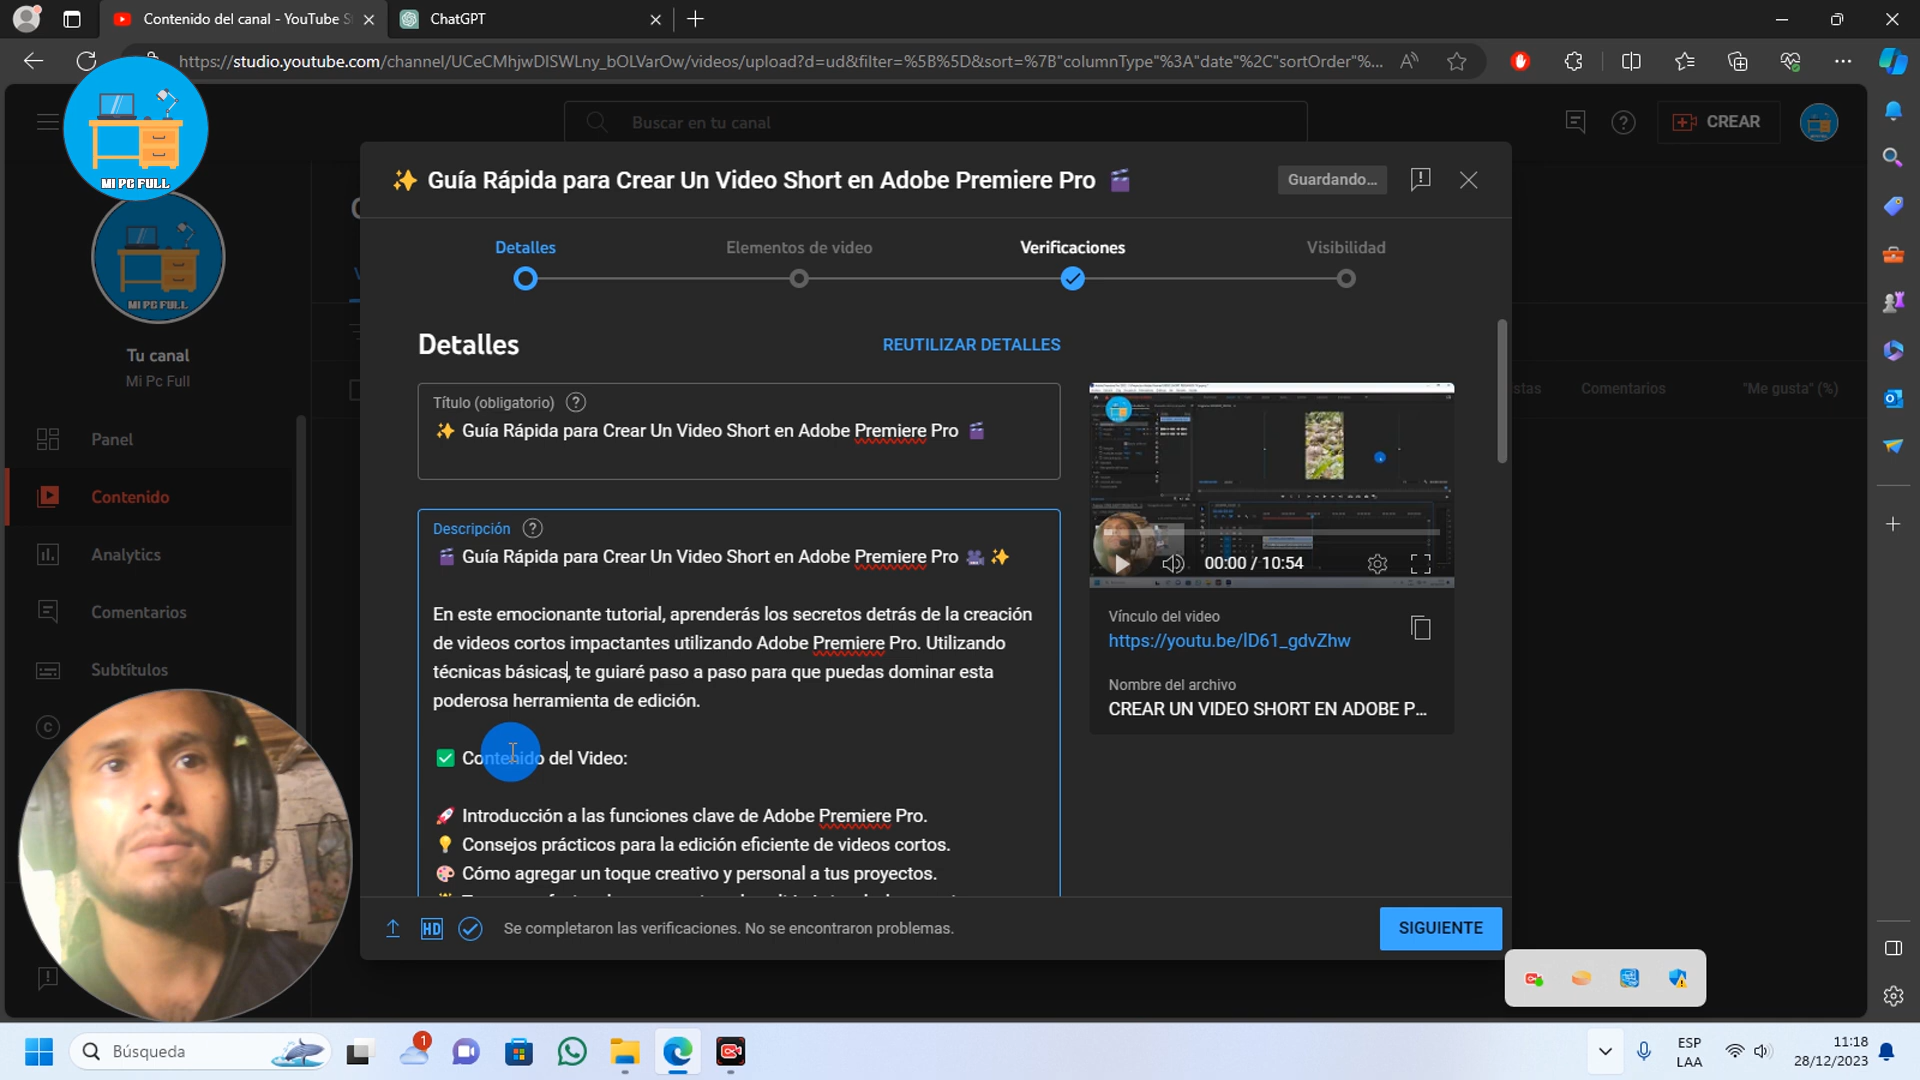 Contenido del canal - YouTube S
ChatGPT
https://studio.youtube.com/channel/UCeCMhjwDISWLny_bOLVarOw/videos/upload?d=ud&filter=%5B%5D&sort=%7B"columnType"%3A"date"%2C"sortOrder"%...
MI PC FULL
Buscar en tu canal
CREAR
✨ Guía Rápida para Crear Un Video Short en Adobe Premiere Pro 🎬
Guardando...
Detalles
Elementos de video
Verificaciones
Visibilidad
MI PC FULL
Tu canal
Mi Pc Full
Panel
Contenido
Analytics
Comentarios
Subtítulos
Detalles
REUTILIZAR DETALLES
Título (obligatorio)
✨ Guía Rápida para Crear Un Video Short en Adobe Premiere Pro 🎬
Descripción
🎬 Guía Rápida para Crear Un Video Short en Adobe Premiere Pro 🎥 ✨
En este emocionante tutorial, aprenderás los secretos detrás de la creación
de videos cortos impactantes utilizando Adobe Premiere Pro. Utilizando
técnicas básicas, te guiaré paso a paso para que puedas dominar esta
poderosa herramienta de edición.
✅ Contenido del Video:
🚀 Introducción a las funciones clave de Adobe Premiere Pro.
💡 Consejos prácticos para la edición eficiente de videos cortos.
🎨 Cómo agregar un toque creativo y personal a tus proyectos.
00:00 / 10:54
Vínculo del video
https://youtu.be/lD61_gdvZhw
Nombre del archivo
CREAR UN VIDEO SHORT EN ADOBE P...
stas
Comentarios
"Me gusta" (%)
HD
Se completaron las verificaciones. No se encontraron problemas.
SIGUIENTE
Búsqueda
1
ESP
LAA
11:18
28/12/2023